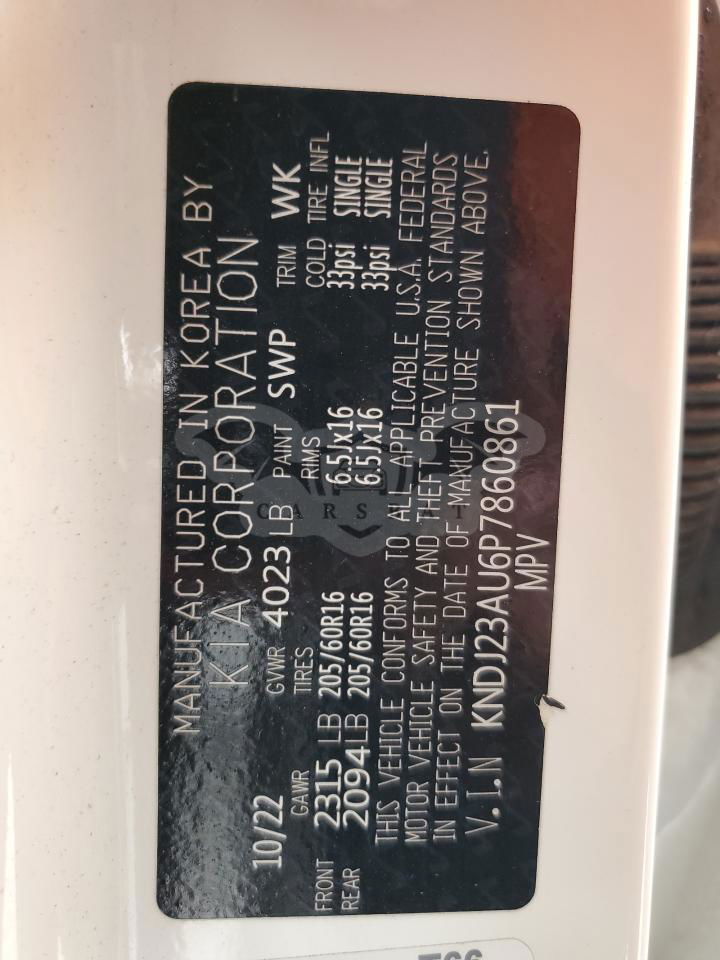 MANUFACTURED IN KOREA BY
KIA CORPORATION
10/22 GVWR 4023 LB PAINT SWP TRIM WK
GAWR TIRES RIMS COLD TIRE INFL
FRONT 2315 LB 205/60R16 6.5Jx16 33psi SINGLE
REAR 2094 LB 205/60R16 6.5Jx16 33psi SINGLE
THIS VEHICLE CONFORMS TO ALL APPLICABLE U.S.A. FEDERAL
MOTOR VEHICLE SAFETY AND THEFT PREVENTION STANDARDS
IN EFFECT ON THE DATE OF MANUFACTURE SHOWN ABOVE.
V.I.N KNDJ23AU6P7860861
MPV